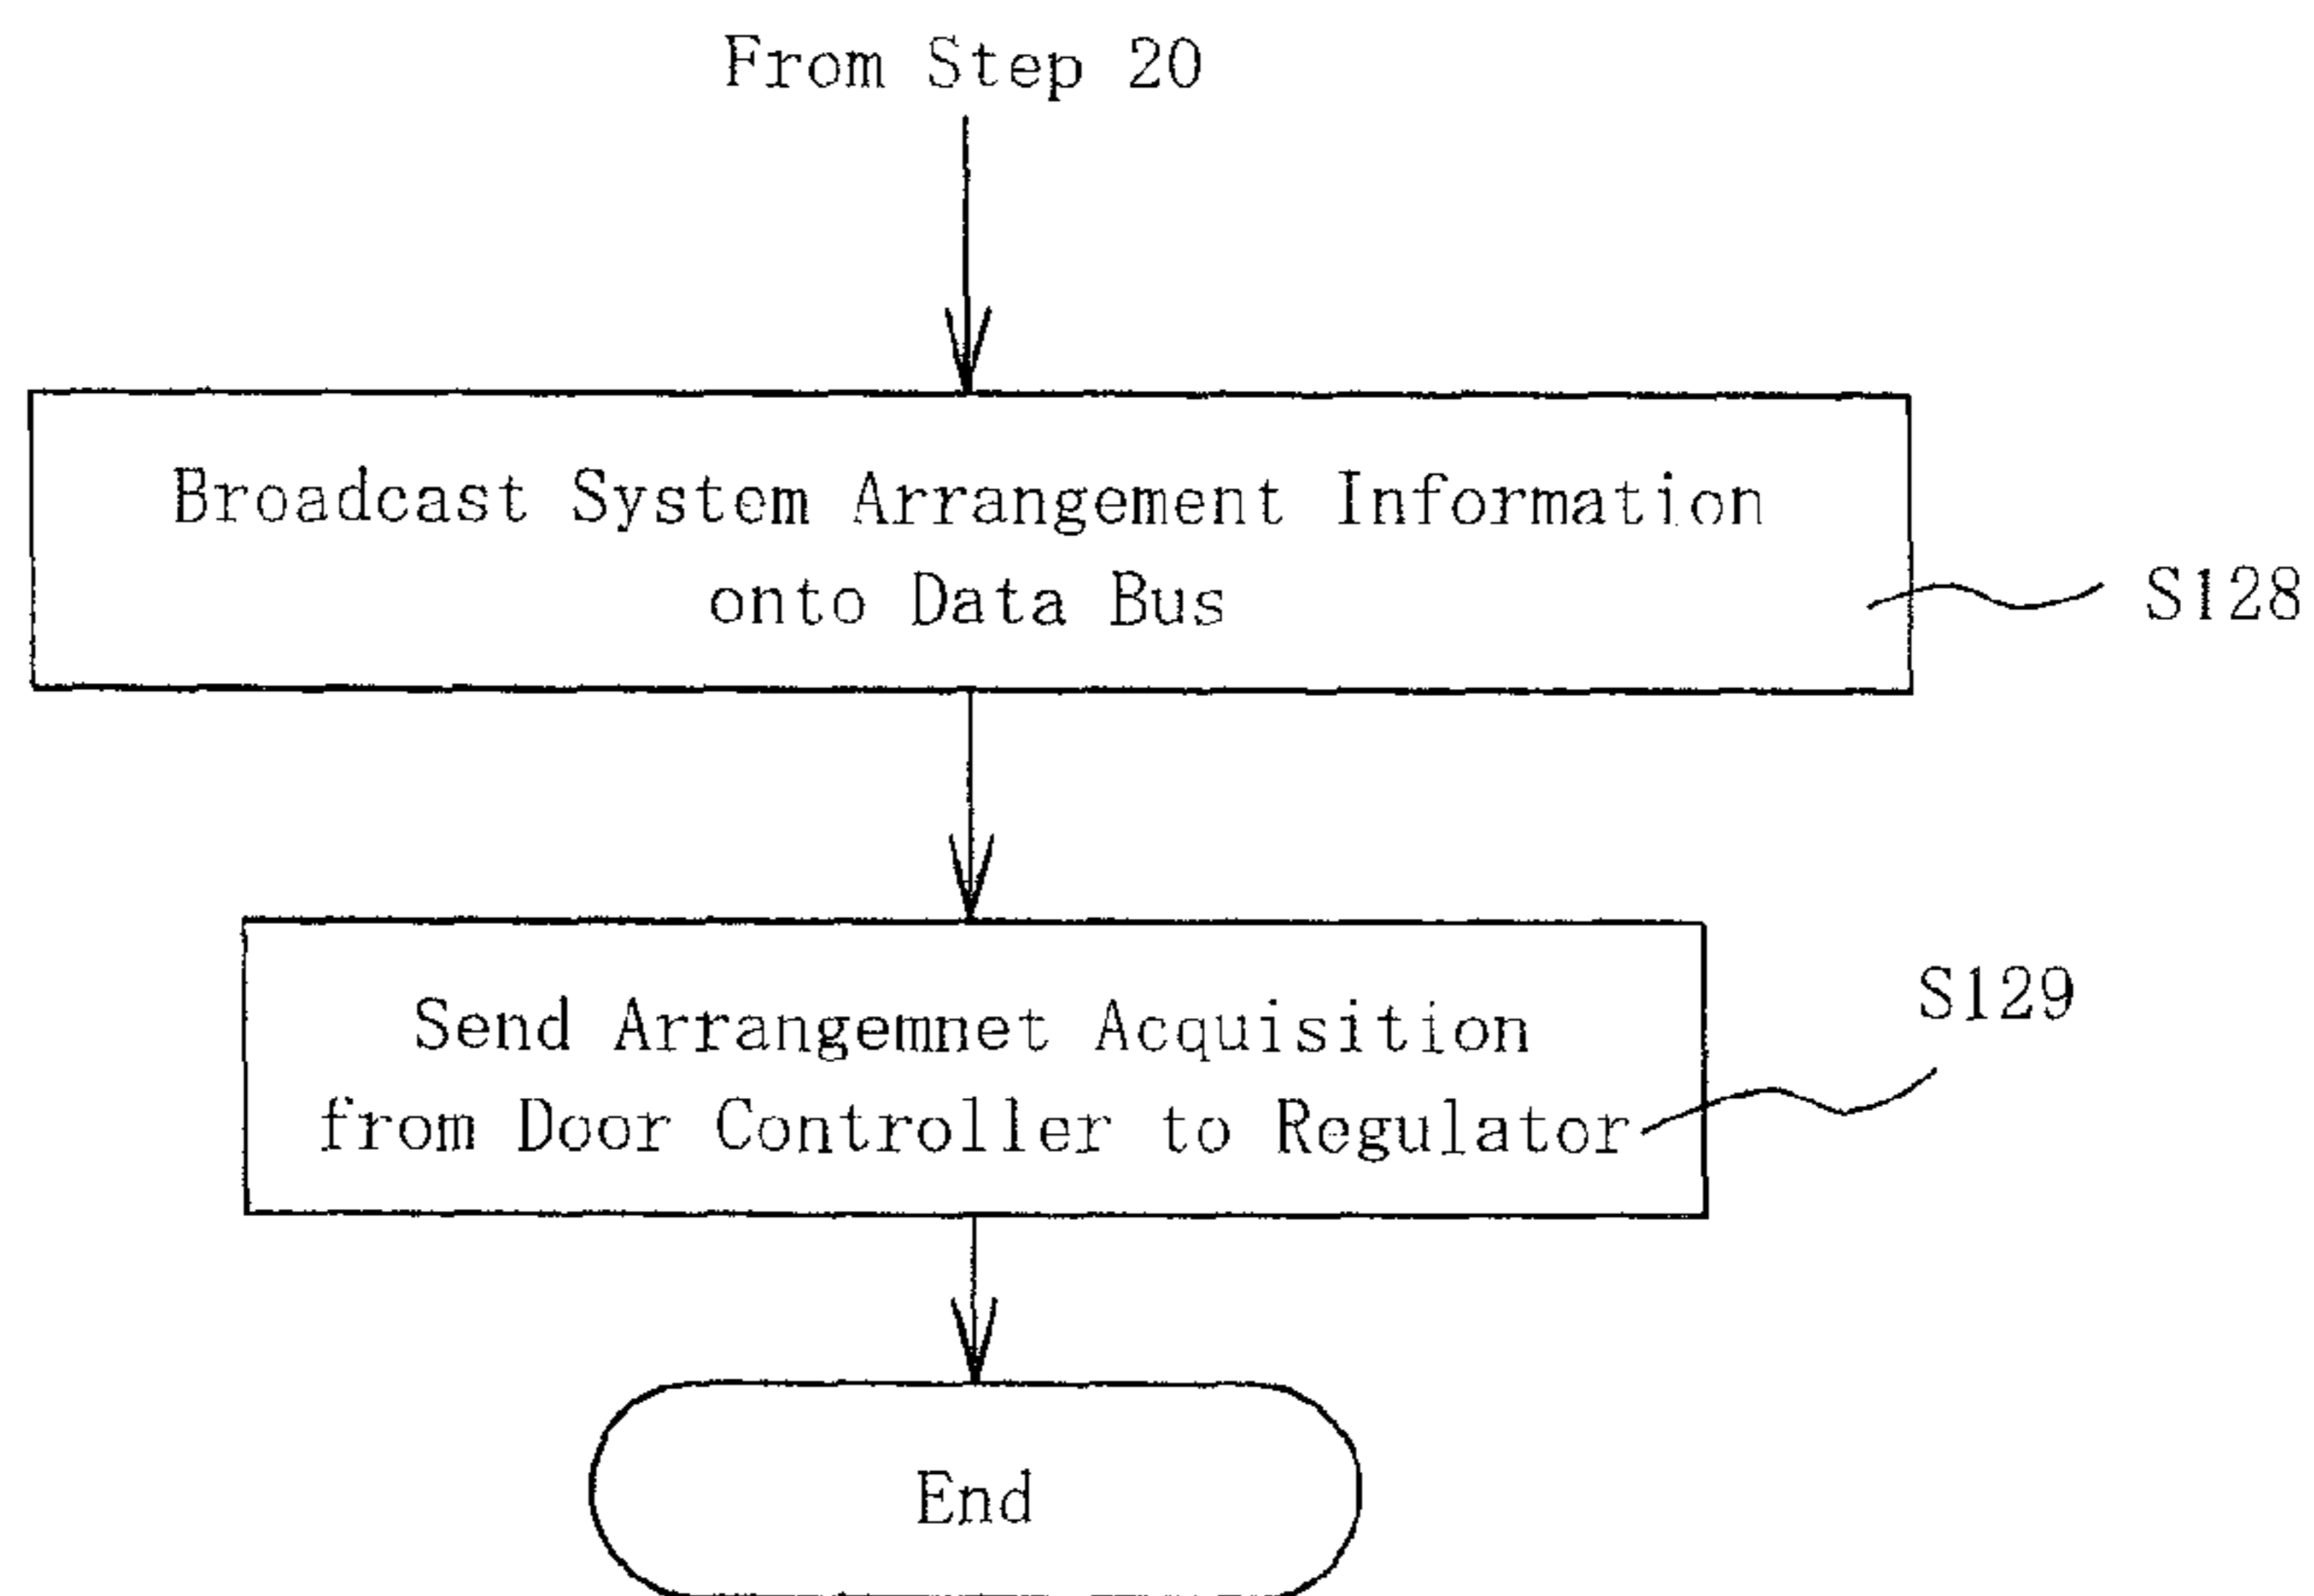 From Step 20
Broadcast System Arrangement Information
onto Data Bus
S128
Send Arrangemnet Acquisition
from Door Controller to Regulator
S129
End